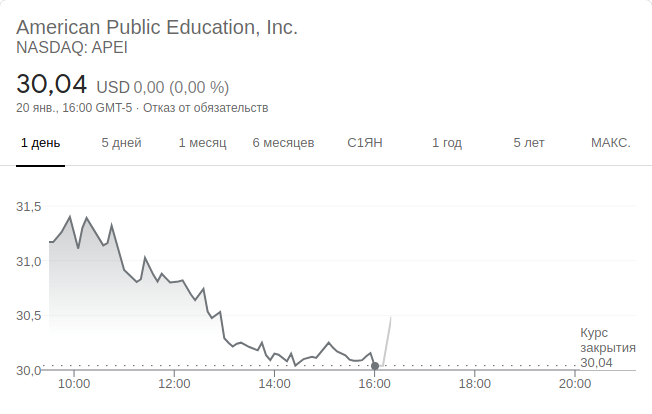 American Public Education, Inc.
NASDAQ: APEI
30,04 USD 0,00 (0,00 %)
20 янв., 16:00 GMT-5 · Отказ от обязательств
1 день 5 дней 1 месяц 6 месяцев С1ЯН 1 год 5 лет МАКС.
31,5
31,0
30,5
Курс
закрытия
30,04
30,0
10:00 12:00 14:00 16:00 18:00 20:00